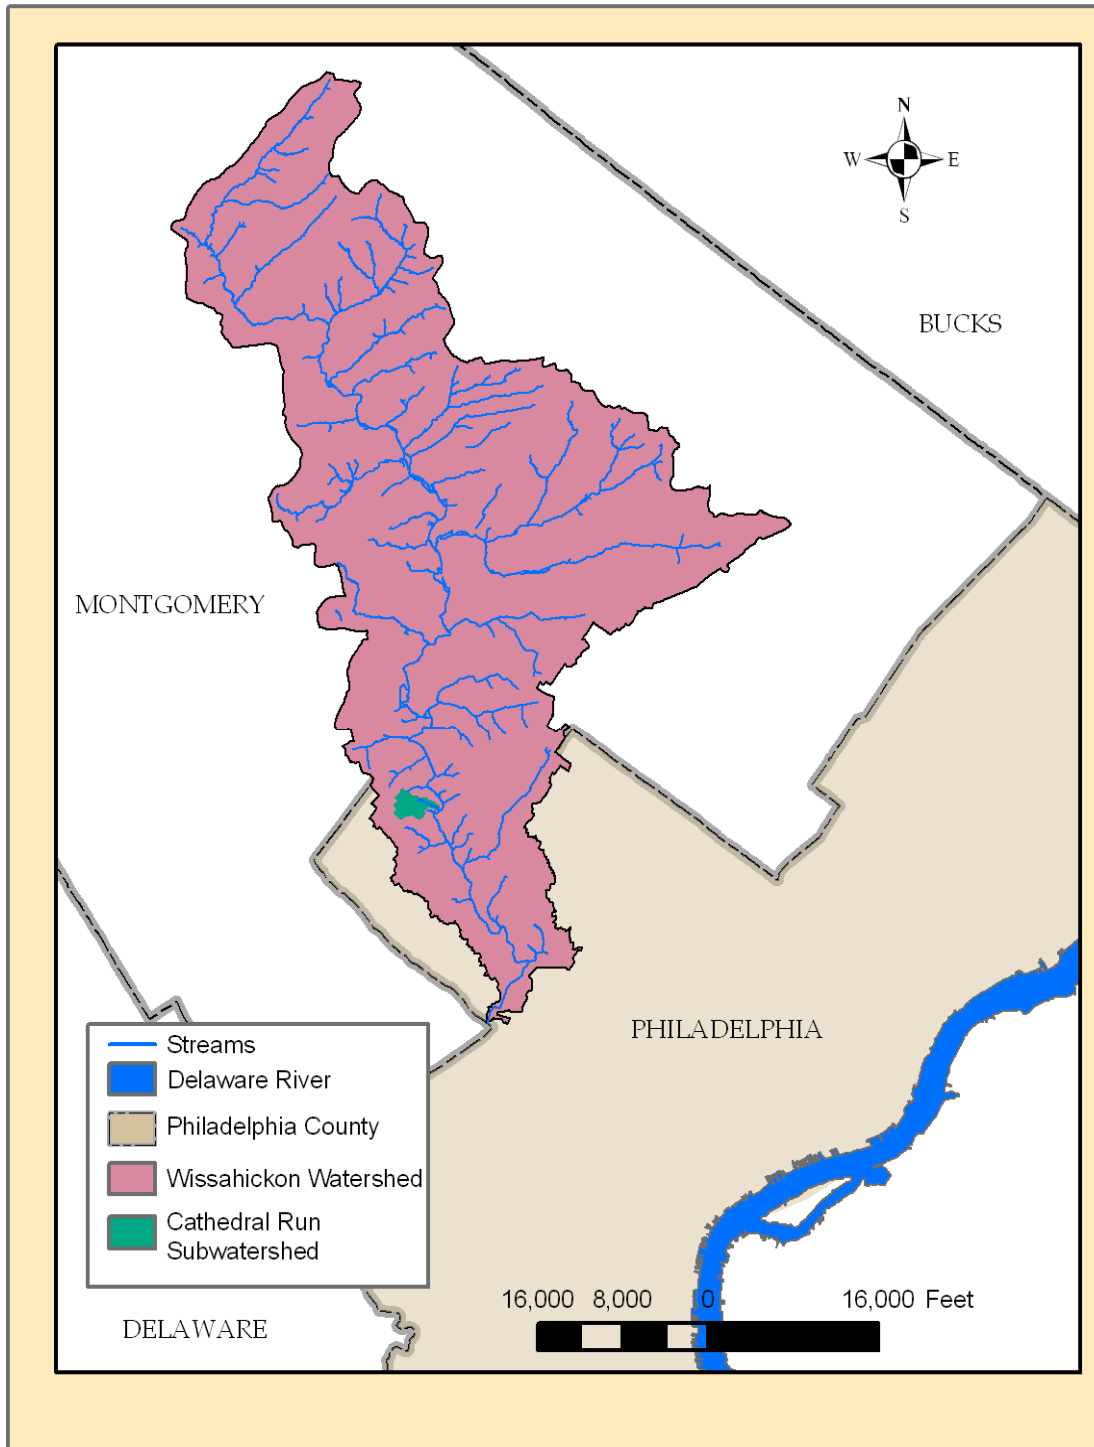 N
W E
S
BUCKS
MONTGOMERY
PHILADELPHIA
Streams
Delaware River
Philadelphia County
Wissahickon Watershed
Cathedral Run
Subwatershed
16,000 8,000 0 16,000 Feet
DELAWARE